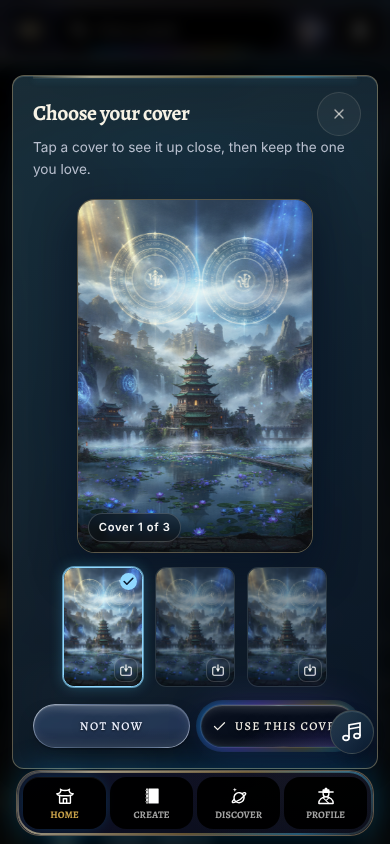 Choose your cover
Tap a cover to see it up close, then keep the one
you love.
Cover 1 of 3
NOT NOW
USE THIS
HOME
CREATE
DISCOVER
PROFILE